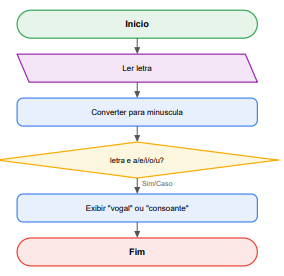 Inicio
Ler letra
Converter para minuscula
letra e a/e/i/o/u?
Sim/Caso
Exibir "vogal" ou "consoante"
Fim